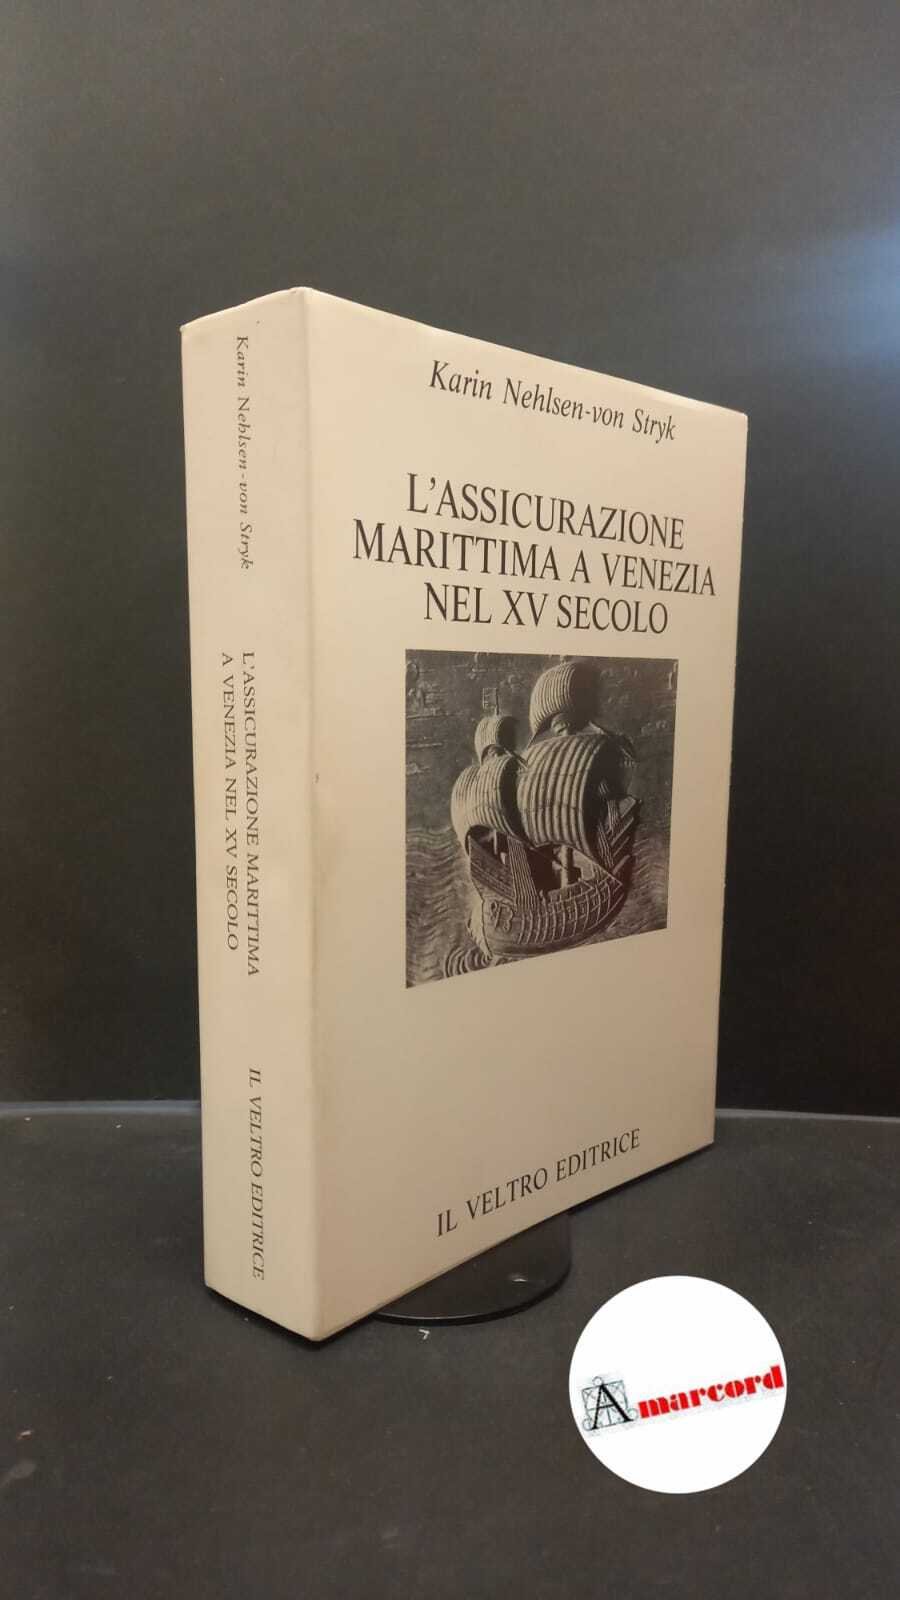 Karin Nehlsen-von Stryk
L'ASSICURAZIONE
MARITTIMA A VENEZIA
NEL XV SECOLO
IL VELTRO EDITRICE
Karin Nehlsen-von Stryk
L'ASSICURAZIONE MARITTIMA
A VENEZIA NEL XV SECOLO
IL VELTRO EDITRICE
Amarcord